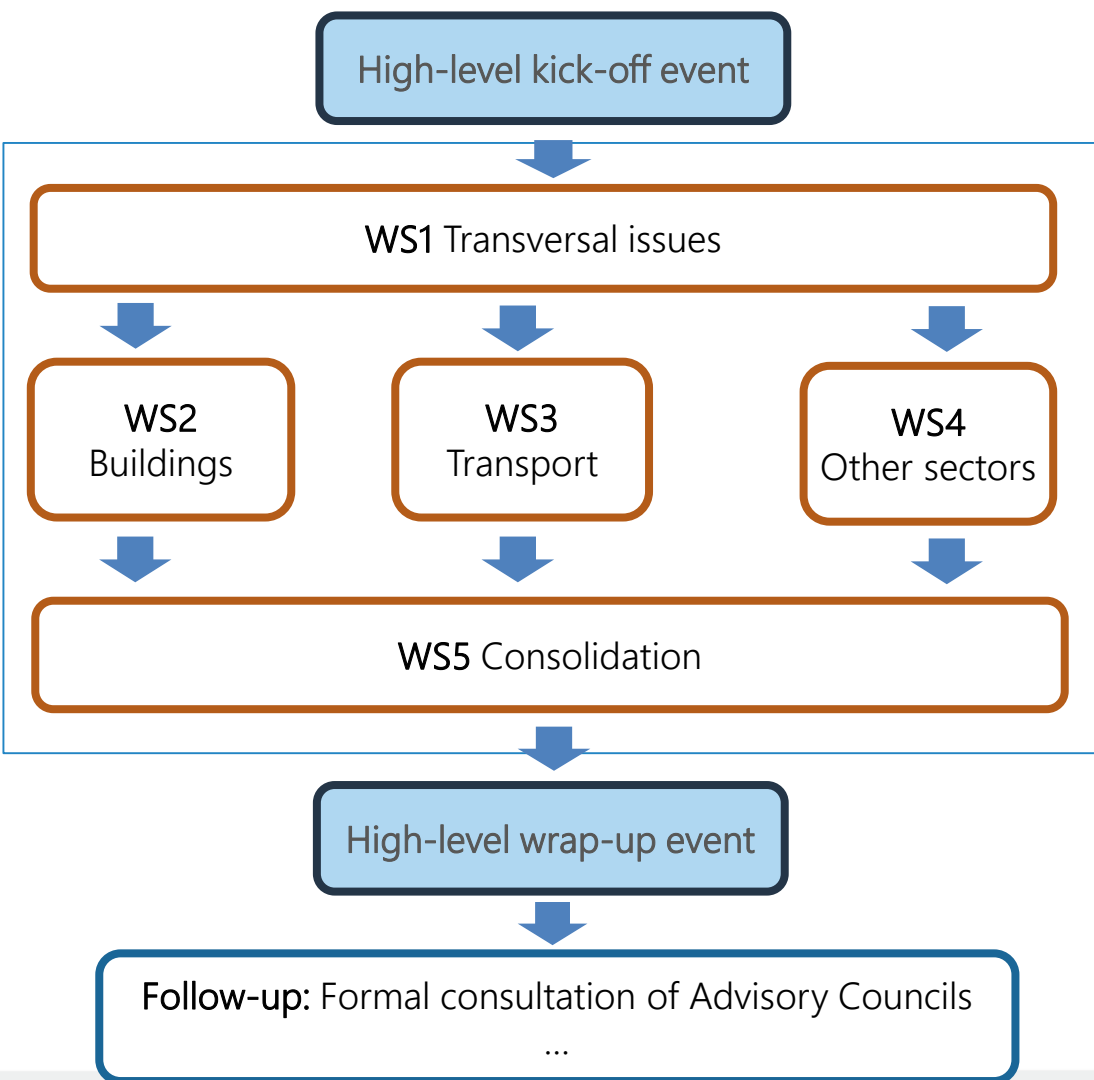 High-level kick-off event
WS1 Transversal issues
WS2
Buildings
WS3
Transport
WS4
Other sectors
WS5 Consolidation
High-level wrap-up event
Follow-up: Formal consultation of Advisory Councils
...